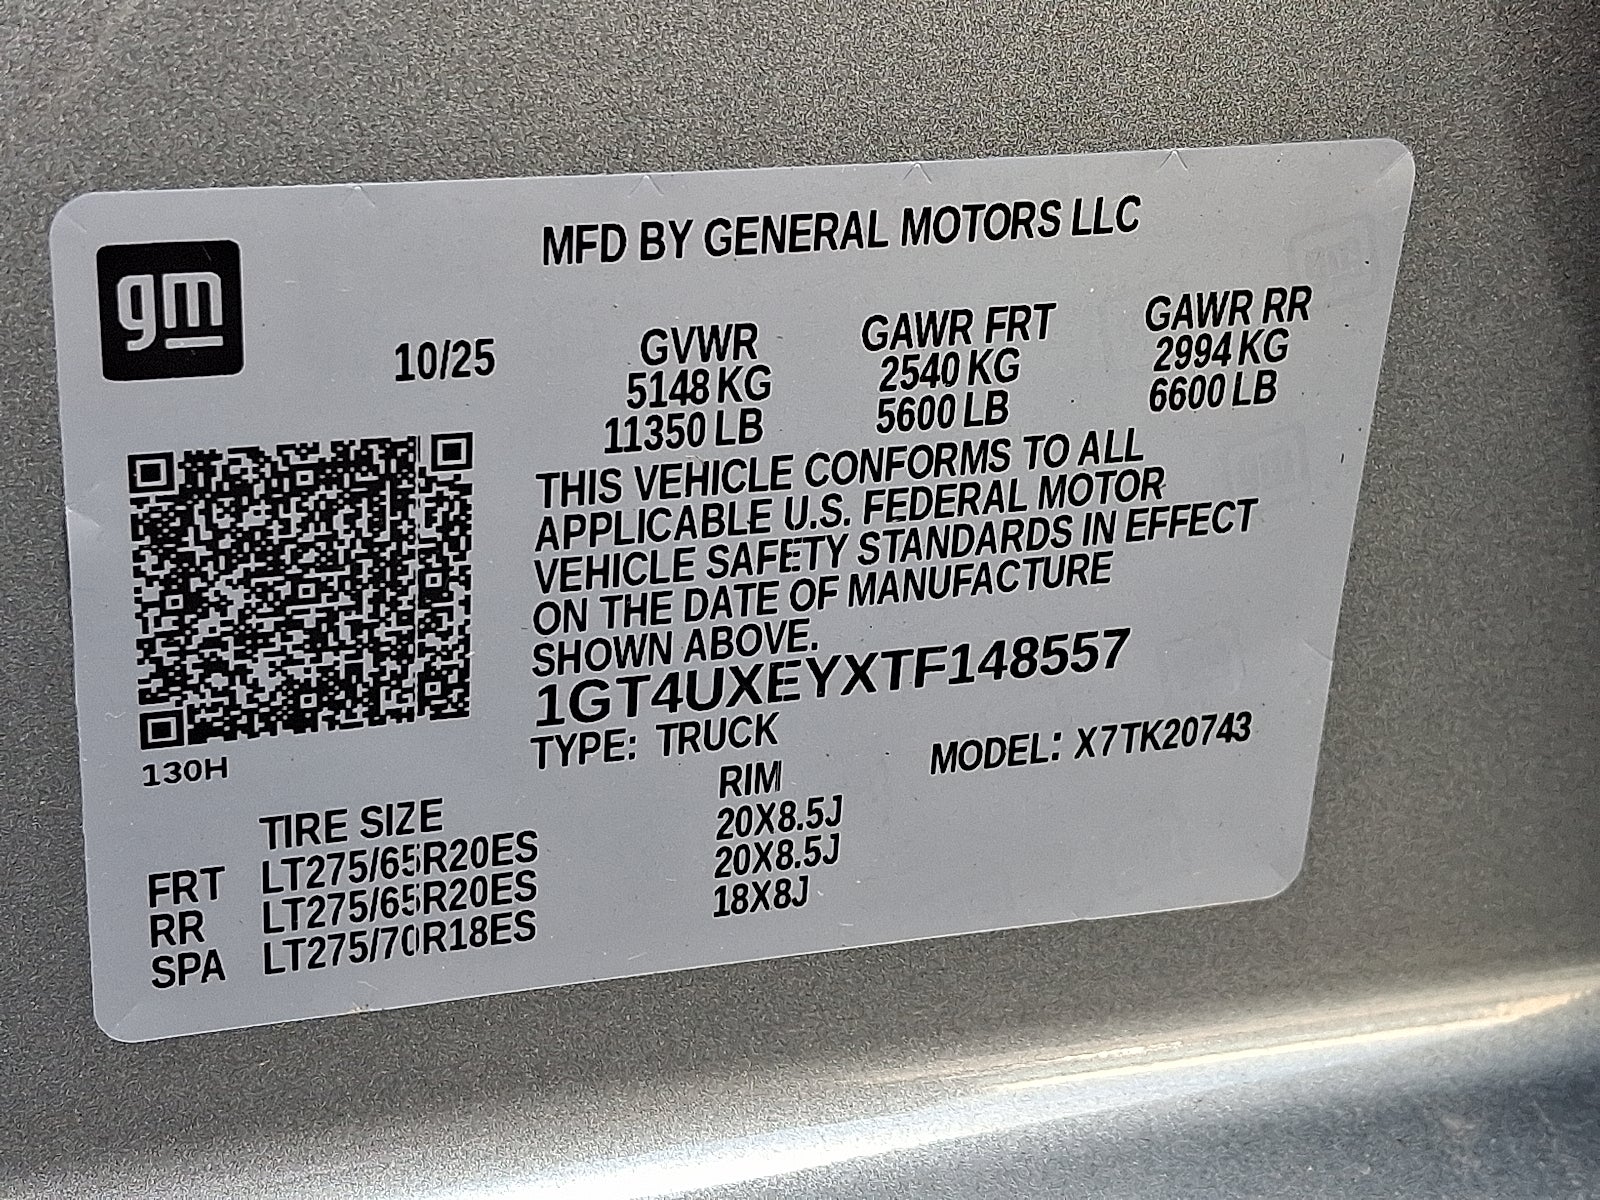 gm
MFD BY GENERAL MOTORS LLC
10/25
GVWR
5148 KG
11350 LB
GAWR FRT
2540 KG
5600 LB
GAWR RR
2994 KG
6600 LB
THIS VEHICLE CONFORMS TO ALL
APPLICABLE U.S. FEDERAL MOTOR
VEHICLE SAFETY STANDARDS IN EFFECT
ON THE DATE OF MANUFACTURE
SHOWN ABOVE.
1GT4UXEYXTF148557
TYPE: TRUCK
MODEL: X7TK20743
130H
TIRE SIZE RIM
FRT LT275/65R20ES 20X8.5J
RR LT275/65R20ES 20X8.5J
SPA LT275/70R18ES 18X8J